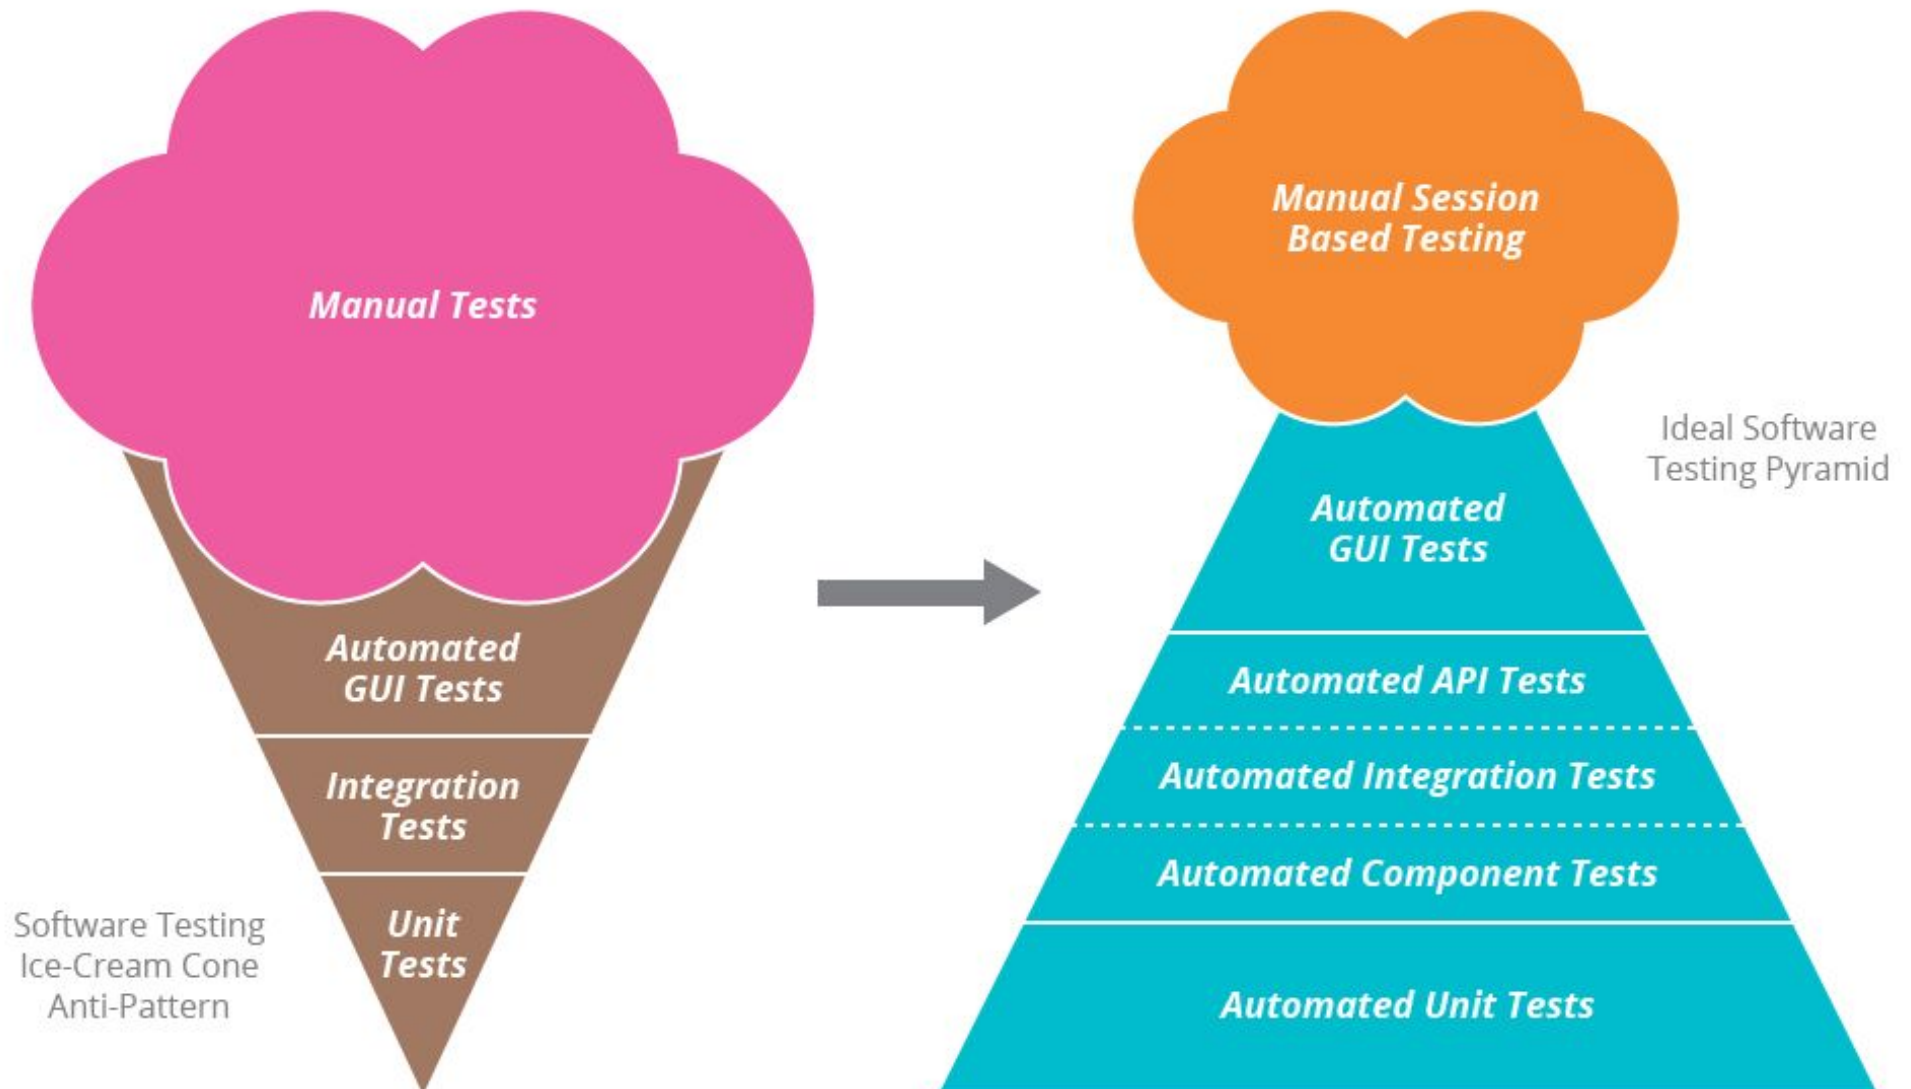 Manual Tests
Automated
GUI Tests
Integration
Tests
Unit
Tests
Software Testing
Ice-Cream Cone
Anti-Pattern
Manual Session
Based Testing
Ideal Software
Testing Pyramid
Automated
GUI Tests
Automated API Tests
Automated Integration Tests
Automated Component Tests
Automated Unit Tests